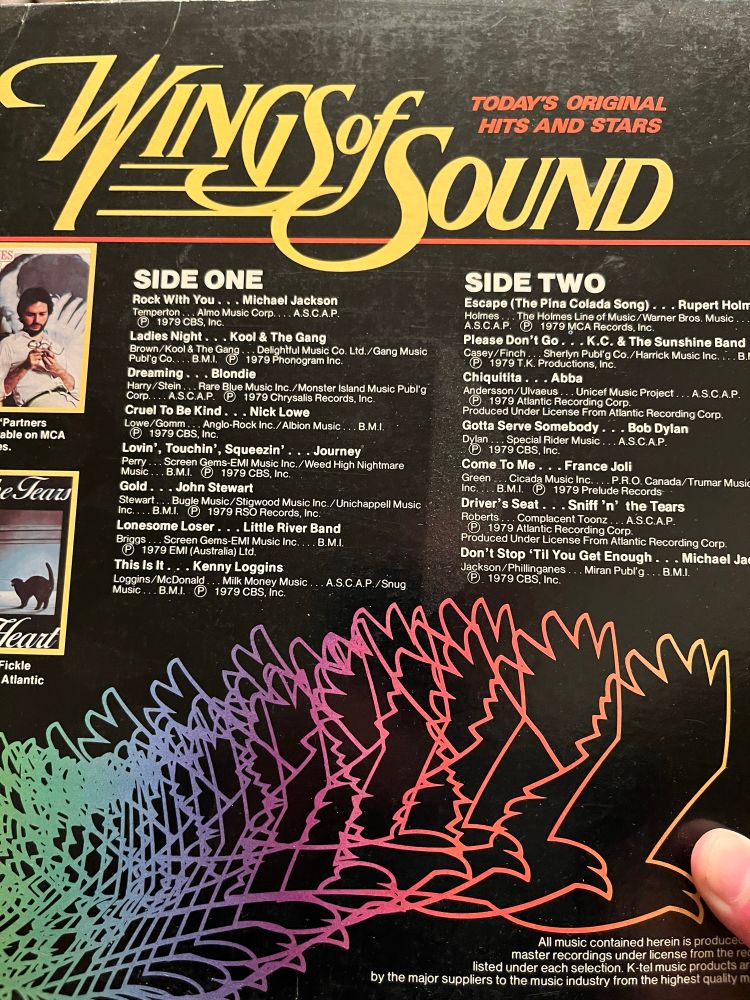 WINGS of SOUND
TODAY'S ORIGINAL
HITS AND STARS
ES
"Partners
able on MCA
es.
he Tears
Heart
Fickle
Atlantic
SIDE ONE
Rock With You . . . Michael Jackson
Temperton . . . Almo Music Corp. . . . A.S.C.A.P.
Ⓟ 1979 CBS, Inc.
Ladies Night . . . Kool & The Gang
Brown/Kool & The Gang . . . Delightful Music Co. Ltd./Gang Music
Publ'g Co. . . . B.M.I. Ⓟ 1979 Phonogram Inc.
Dreaming . . . Blondie
Harry/Stein . . . Rare Blue Music Inc./Monster Island Music Publ'g
Corp. . . . A.S.C.A.P. Ⓟ 1979 Chrysalis Records, Inc.
Cruel To Be Kind . . . Nick Lowe
Lowe/Gomm . . . Anglo-Rock Inc./Albion Music . . . B.M.I.
Ⓟ 1979 CBS, Inc.
Lovin', Touchin', Squeezin' . . . Journey
Perry . . . Screen Gems-EMI Music Inc./Weed High Nightmare
Music . . . B.M.I. Ⓟ 1979 CBS, Inc.
Gold . . . John Stewart
Stewart . . . Bugle Music/Stigwood Music Inc./Unichappell Music
Inc. . . . B.M.I. Ⓟ 1979 RSO Records, Inc.
Lonesome Loser . . . Little River Band
Briggs . . . Screen Gems-EMI Music Inc. . . . B.M.I.
Ⓟ 1979 EMI (Australia) Ltd.
This Is It . . . Kenny Loggins
Loggins/McDonald . . . Milk Money Music . . . A.S.C.A.P./Snug
Music . . . B.M.I. Ⓟ 1979 CBS, Inc.
SIDE TWO
Escape (The Pina Colada Song) . . . Rupert Holm
Holmes . . . The Holmes Line of Music/Warner Bros. Music . . .
A.S.C.A.P. Ⓟ 1979 MCA Records, Inc.
Please Don't Go . . . K.C. & The Sunshine Band
Casey/Finch . . . Sherlyn Publ'g Co./Harrick Music Inc. . . . B.M
Ⓟ 1979 T.K. Productions, Inc.
Chiquitita . . . Abba
Andersson/Ulvaeus . . . Unicef Music Project . . . A.S.C.A.P.
Ⓟ 1979 Atlantic Recording Corp.
Produced Under License From Atlantic Recording Corp.
Gotta Serve Somebody . . . Bob Dylan
Dylan . . . Special Rider Music . . . A.S.C.A.P.
Ⓟ 1979 CBS, Inc.
Come To Me . . . France Joli
Green . . . Cicada Music Inc. . . . P.R.O. Canada/Trumar Music
Inc. . . . B.M.I. Ⓟ 1979 Prelude Records
Driver's Seat . . . Sniff 'n' the Tears
Roberts . . . Complacent Toonz . . . A.S.C.A.P.
Ⓟ 1979 Atlantic Recording Corp.
Produced Under License From Atlantic Recording Corp.
Don't Stop 'Til You Get Enough . . . Michael Jac
Jackson/Phillinganes . . . Miran Publ'g . . . B.M.I.
Ⓟ 1979 CBS, Inc.
All music contained herein is produced
master recordings under license from the rec
listed under each selection. K-tel music products ar
by the major suppliers to the music industry from the highest quality m